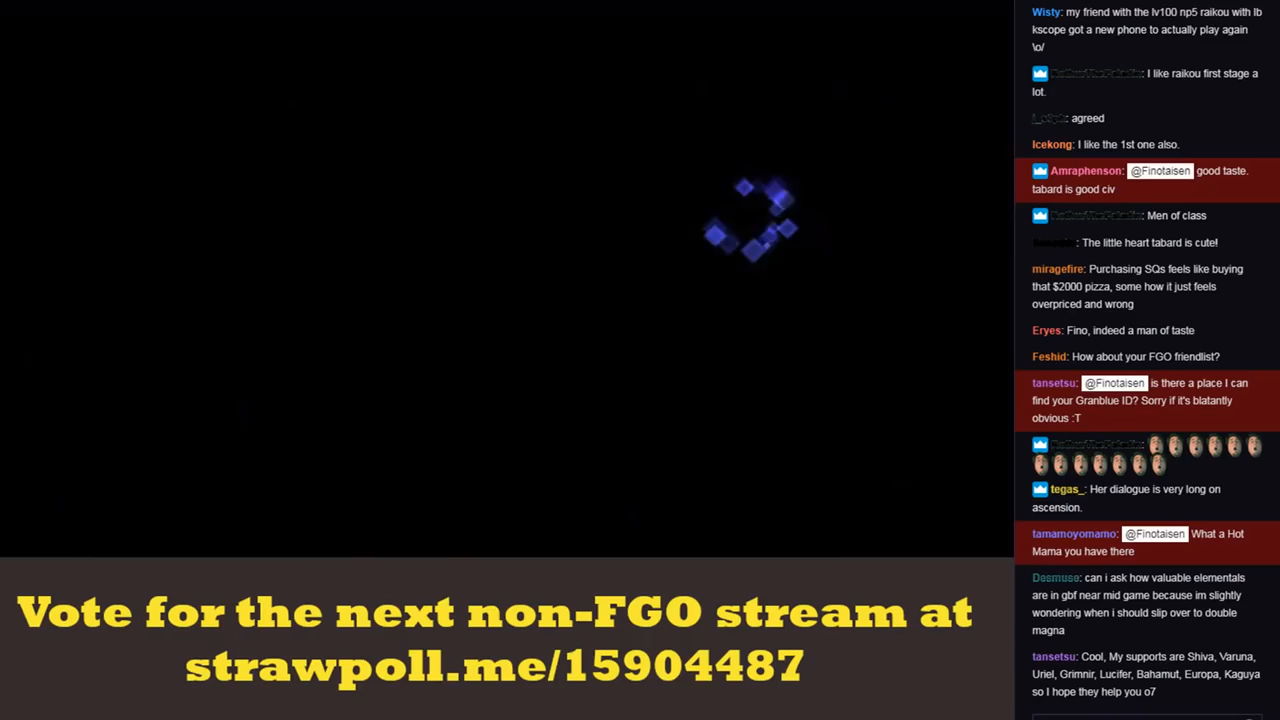 Wisty: my friend with the lv100 np5 raikou with lb
kscope got a new phone to actually play again
\o/
: I like raikou first stage a
lot.
: agreed
Icekong: I like the 1st one also.
Amraphenson: @Finotaisen good taste.
tabard is good civ
: Men of class
: The little heart tabard is cute!
miragefire: Purchasing SQs feels like buying
that $2000 pizza, some how it just feels
overpriced and wrong
Eryes: Fino, indeed a man of taste
Feshid: How about your FGO friendlist?
tansetsu: @Finotaisen is there a place I can
find your Granblue ID? Sorry if it's blatantly
obvious :T
tegas_: Her dialogue is very long on
ascension.
tamamoyomamo: @Finotaisen What a Hot
Mama you have there
Desmuse: can i ask how valuable elementals
are in gbf near mid game because im slightly
wondering when i should slip over to double
magna
tansetsu: Cool, My supports are Shiva, Varuna,
Uriel, Grimnir, Lucifer, Bahamut, Europa, Kaguya
so I hope they help you o7
Vote for the next non-FGO stream at
strawpoll.me/15904487